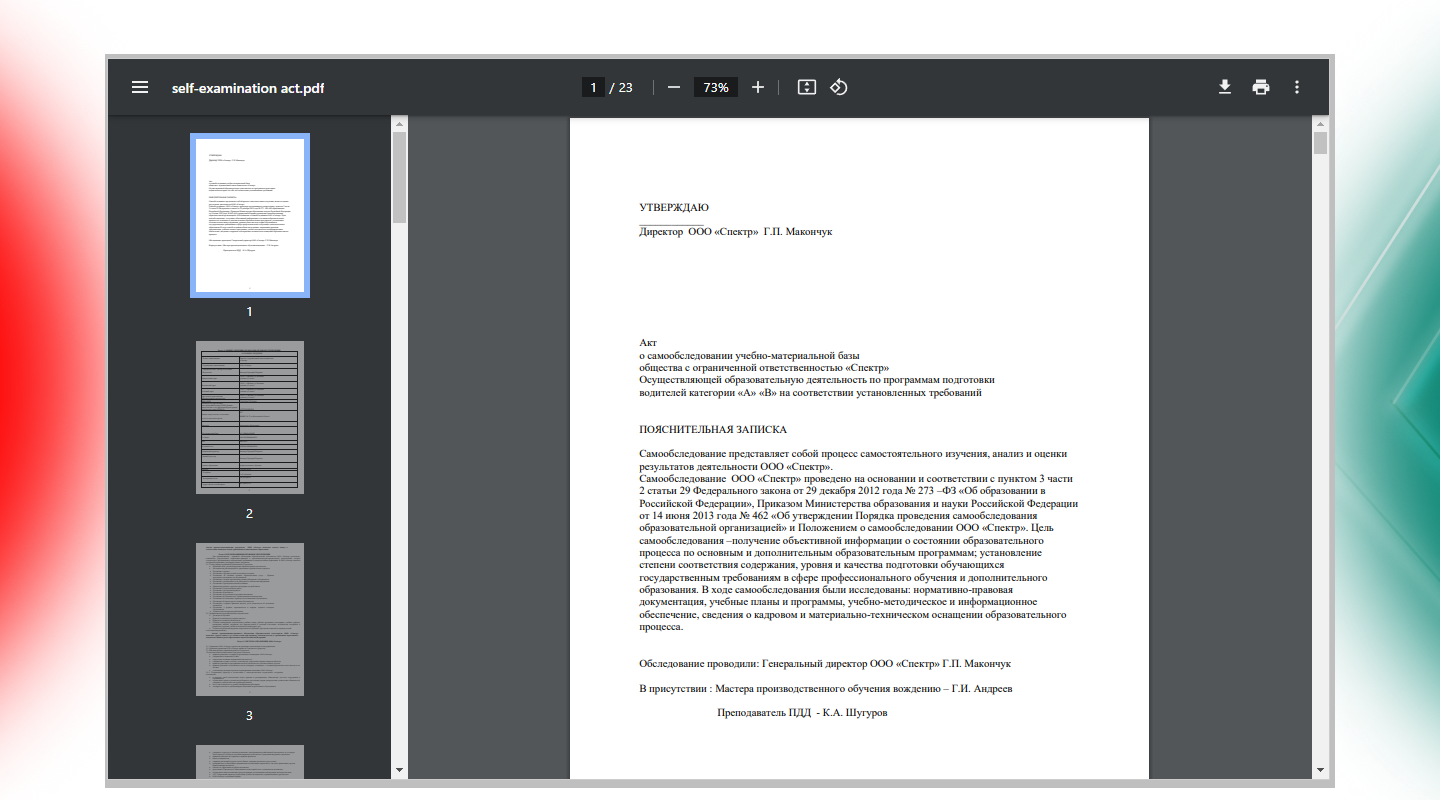 self-examination act.pdf
1 / 23
73%
1
2
3
УТВЕРЖДАЮ
Директор ООО «Спектр» Г.П. Макончук
Акт
о самообследовании учебно-материальной базы
общества с ограниченной ответственностью «Спектр»
Осуществляющей образовательную деятельность по программам подготовки
водителей категории «А» «В» на соответствии установленных требований
ПОЯСНИТЕЛЬНАЯ ЗАПИСКА
Самообследование представляет собой процесс самостоятельного изучения, анализ и оценки
результатов деятельности ООО «Спектр».
Самообследование ООО «Спектр» проведено на основании и соответствии с пунктом 3 части
2 статьи 29 Федерального закона от 29 декабря 2012 года № 273 –ФЗ «Об образовании в
Российской Федерации», Приказом Министерства образования и науки Российской Федерации
от 14 июня 2013 года № 462 «Об утверждении Порядка проведения самообследования
образовательной организацией» и Положением о самообследовании ООО «Спектр». Цель
самообследования –получение объективной информации о состоянии образовательного
процесса по основным и дополнительным образовательным программам; установление
степени соответствия содержания, уровня и качества подготовки обучающихся
государственным требованиям в сфере профессионального обучения и дополнительного
образования. В ходе самообследования были исследованы: нормативно-правовая
документация, учебные планы и программы, учебно-методическое и информационное
обеспечение, сведения о кадровом и материально-техническом оснащении образовательного
процесса.
Обследование проводили: Генеральный директор ООО «Спектр» Г.П. Макончук
В присутствии : Мастера производственного обучения вождению – Г.И. Андреев
Преподаватель ПДД - К.А. Шугуров